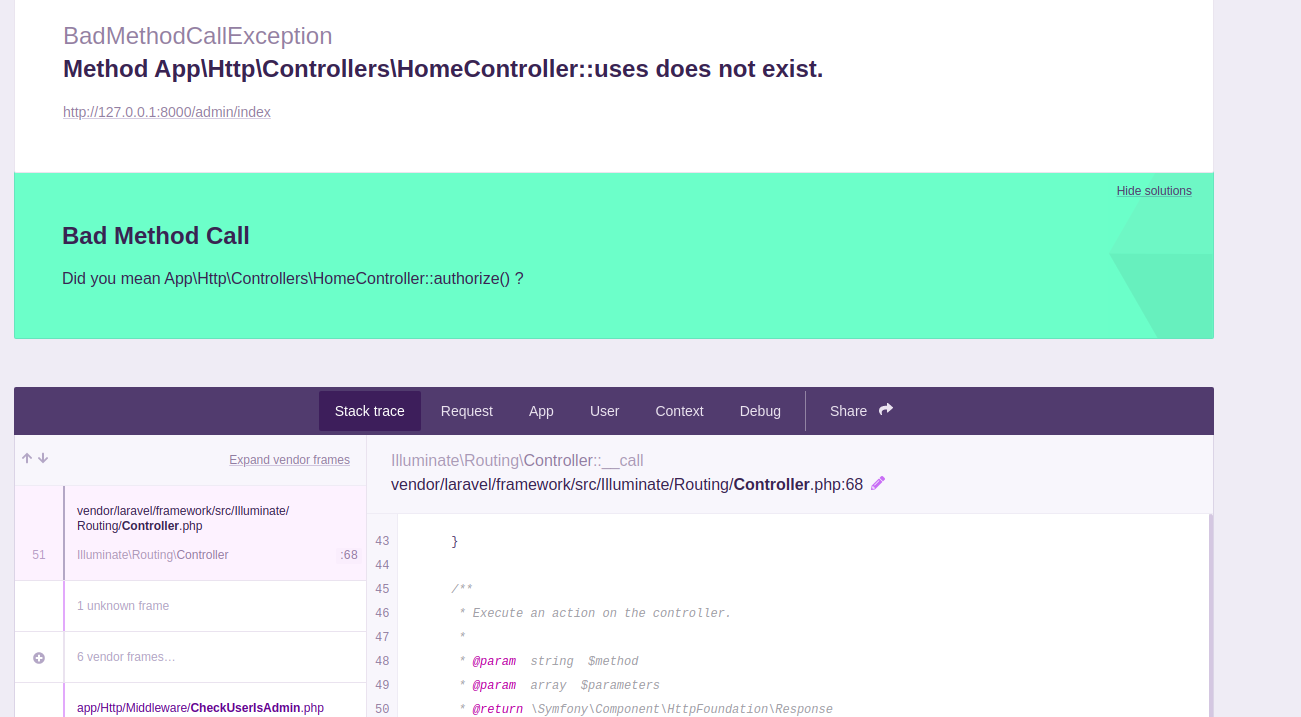 BadMethodCallException
Method App\Http\Controllers\HomeController::uses does not exist.
http://127.0.0.1:8000/admin/index
Hide solutions
Bad Method Call
Did you mean App\Http\Controllers\HomeController::authorize() ?
Stack trace Request App User Context Debug Share
Expand vendor frames
vendor/laravel/framework/src/Illuminate/
Routing/Controller.php
51 Illuminate\Routing\Controller :68
1 unknown frame
6 vendor frames…
app/Http/Middleware/CheckUserIsAdmin.php
Illuminate\Routing\Controller::__call
vendor/laravel/framework/src/Illuminate/Routing/Controller.php:68
43 }
44
45 /**
46 * Execute an action on the controller.
47 *
48 * @param string $method
49 * @param array $parameters
50 * @return \Symfony\Component\HttpFoundation\Response